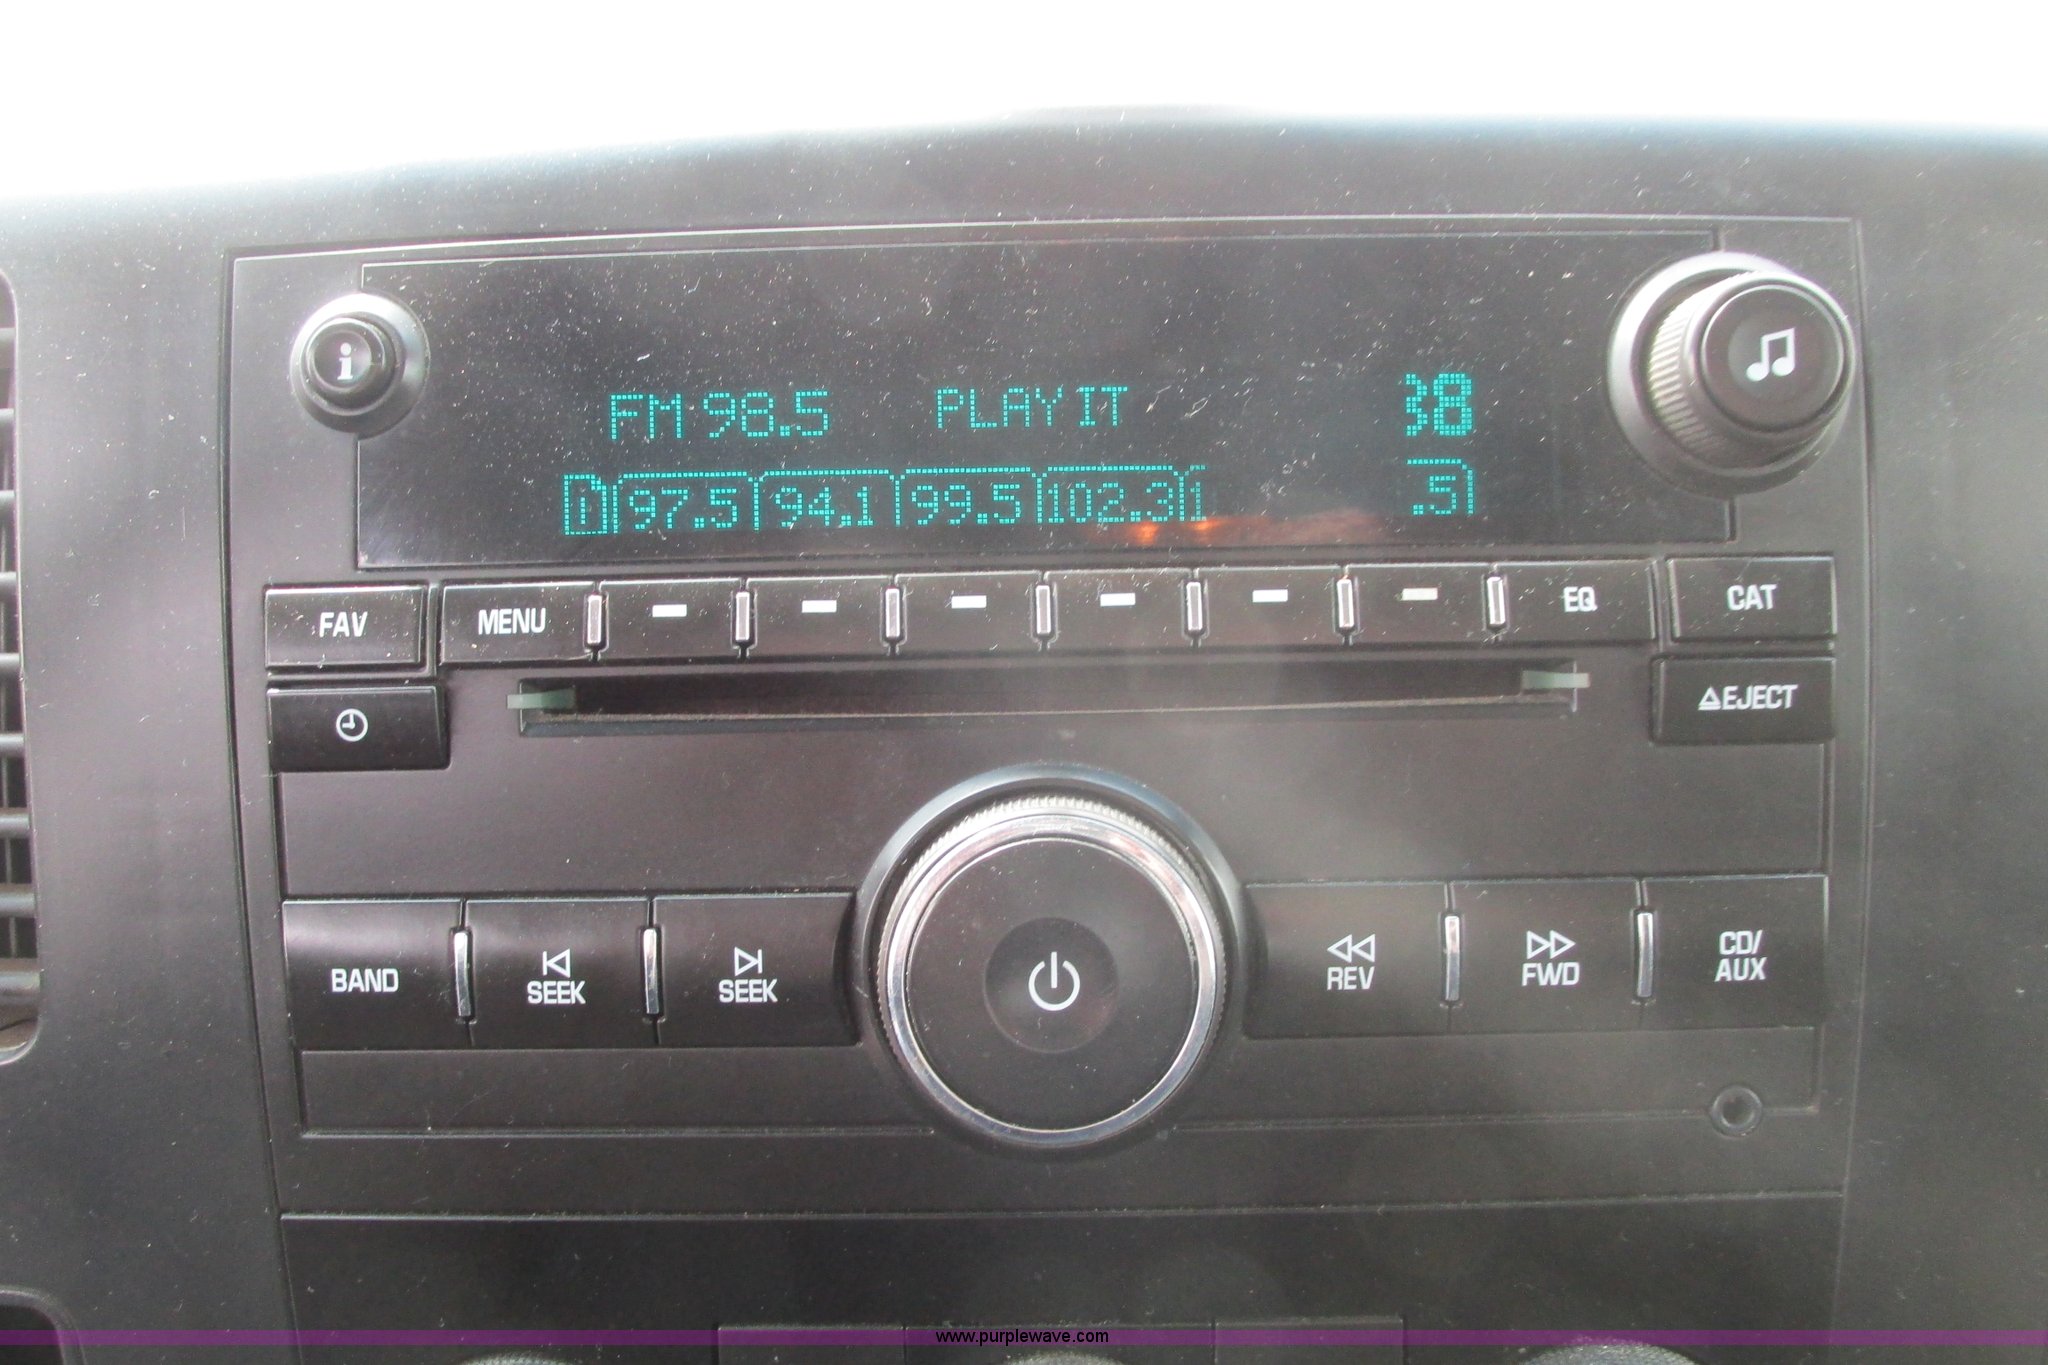 FM 98.5 PLAY IT 38
97.5 94.1 99.5 102.3 .5
i
FAV MENU EQ CAT
EJECT
BAND SEEK SEEK REV FWD CD/
AUX
www.purplewave.com